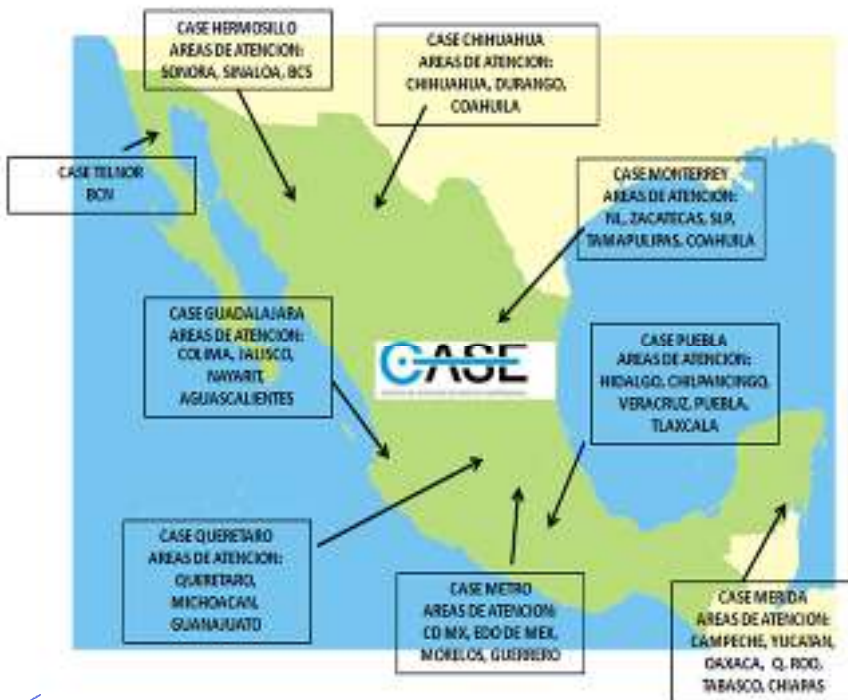 CASE HERMOSILLO
AREAS DE ATENCION:
SONORA, SINALOA, BCS
CASE CHIHUAHUA
AREAS DE ATENCION:
CHIHUAHUA, DURANGO,
COAHUILA
CASE TELNOR
BCN
CASE MONTERREY
AREAS DE ATENCION:
NL, ZACATECAS, SLP,
TAMAPULIPAS, COAHUILA
CASE GUADALAJARA
AREAS DE ATENCION:
COLIMA, JALISCO,
NAYARIT,
AGUASCALIENTES
CASE
CASE PUEBLA
AREAS DE ATENCION:
HIDALGO, CHILPANCINGO,
VERACRUZ, PUEBLA,
TLAXCALA
CASE QUERETARO
AREAS DE ATENCION:
QUERETARO,
MICHOACAN,
GUANAJUATO
CASE METRO
AREAS DE ATENCION:
CD MX, EDO DE MEX,
MORELOS, GUERRERO
CASE MERIDA
AREAS DE ATENCION:
CAMPECHE, YUCATAN,
OAXACA, Q. ROO,
TABASCO, CHIAPAS